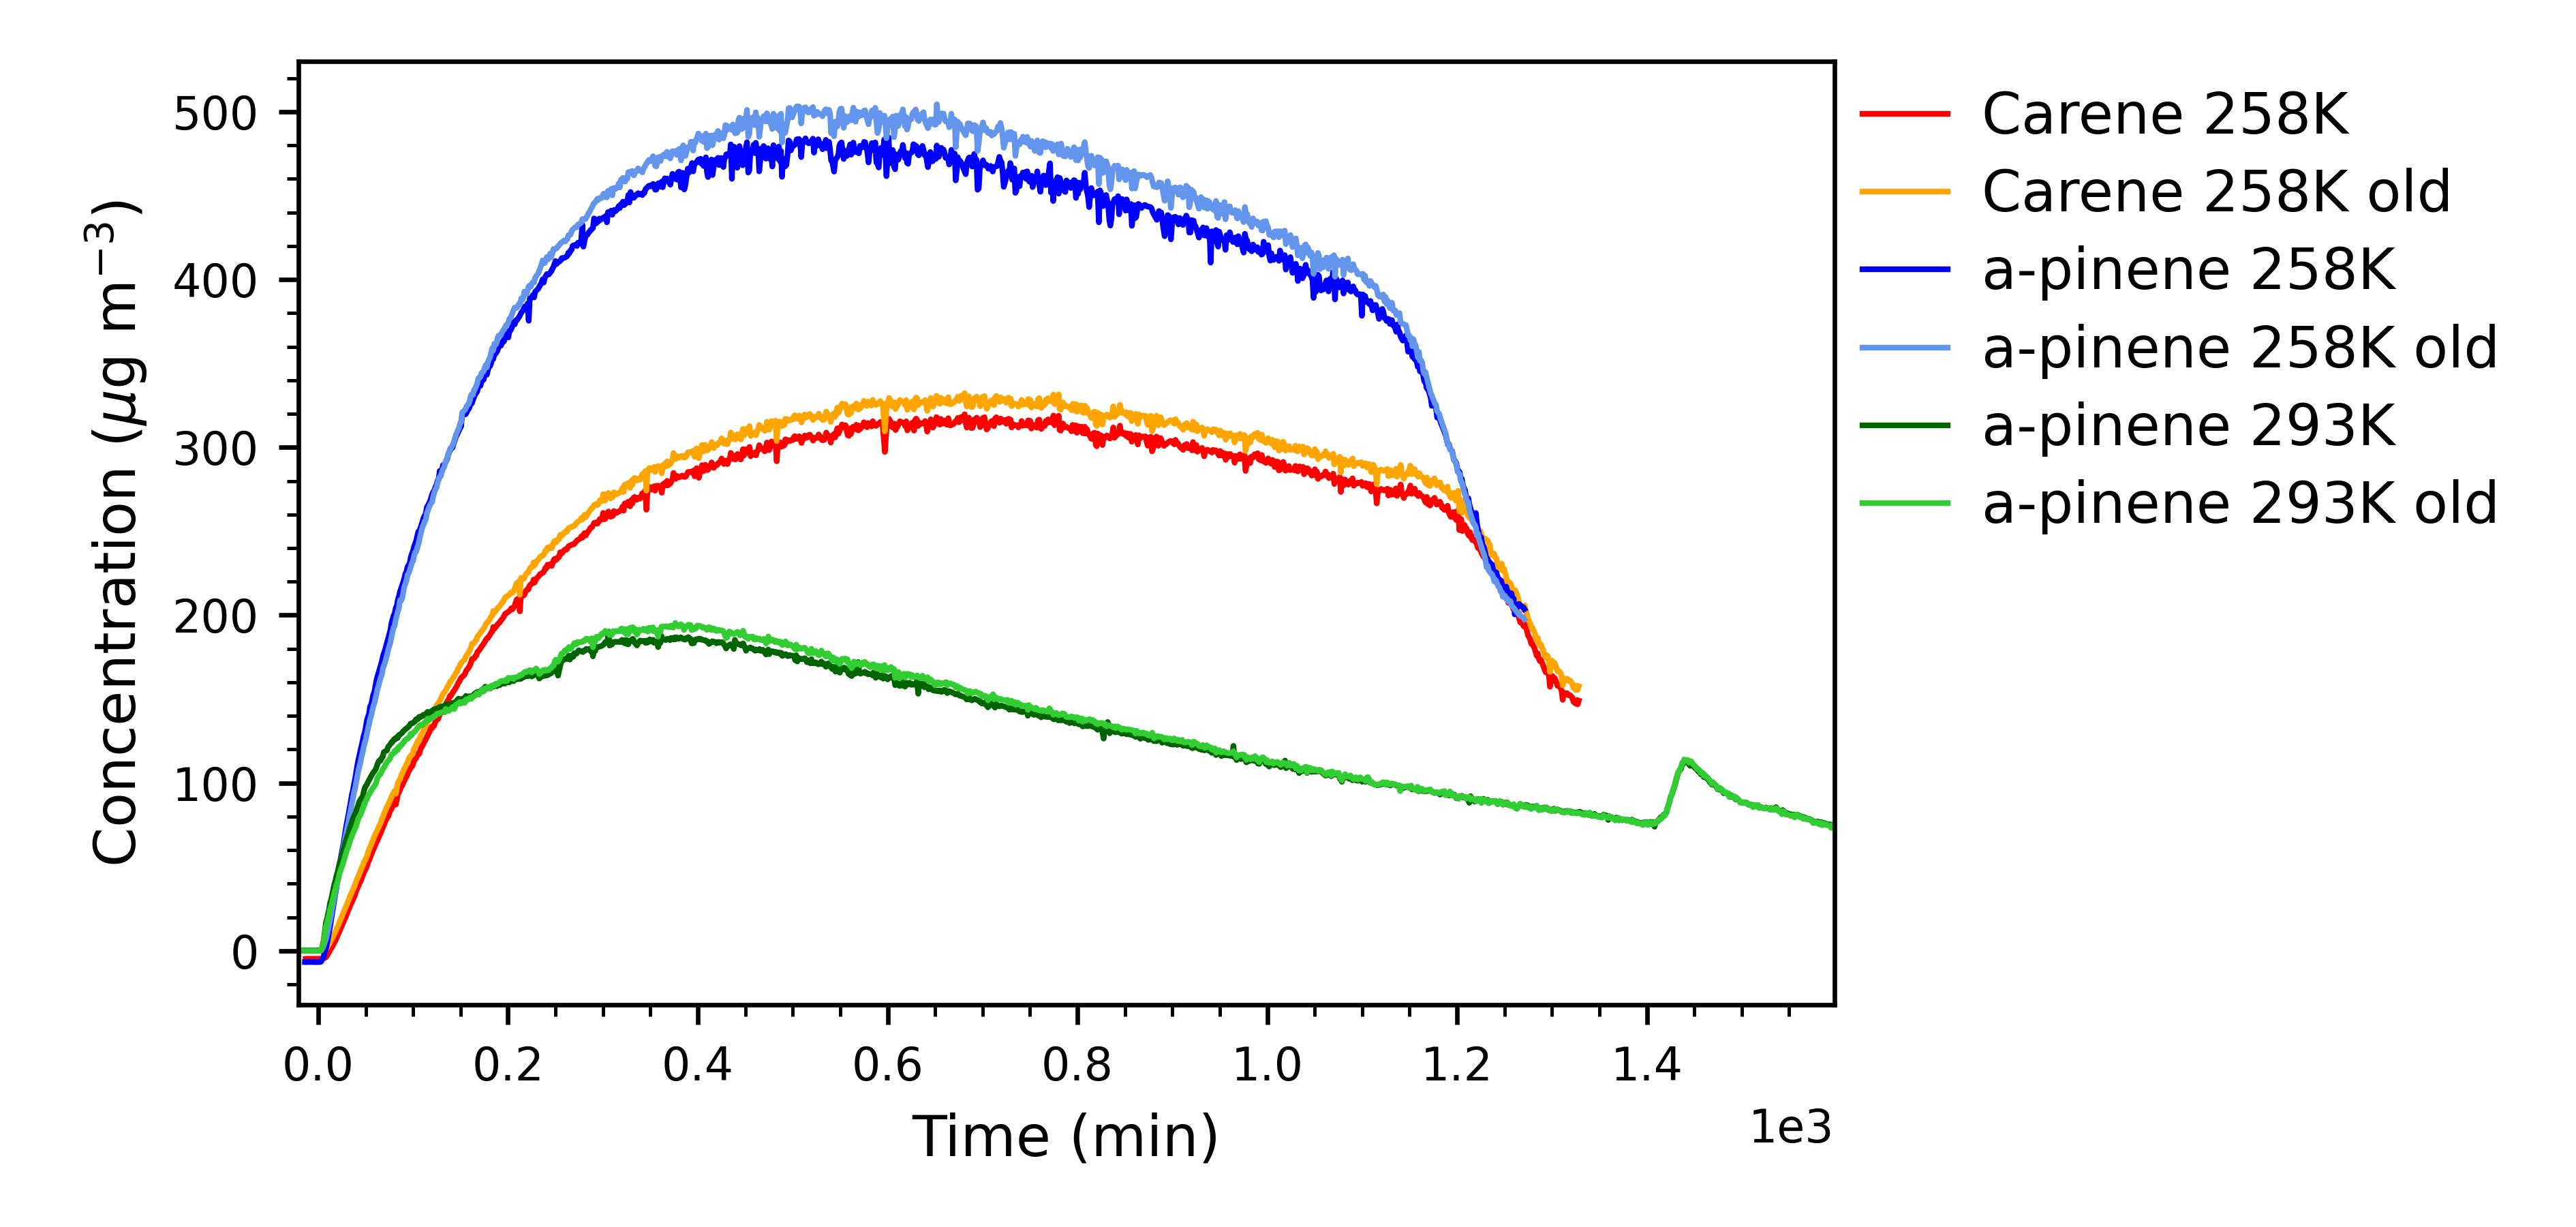 500
400
300
200
100
0
Concentration (μg m⁻³)
0.0 0.2 0.4 0.6 0.8 1.0 1.2 1.4
1e3
Time (min)
Carene 258K
Carene 258K old
a-pinene 258K
a-pinene 258K old
a-pinene 293K
a-pinene 293K old